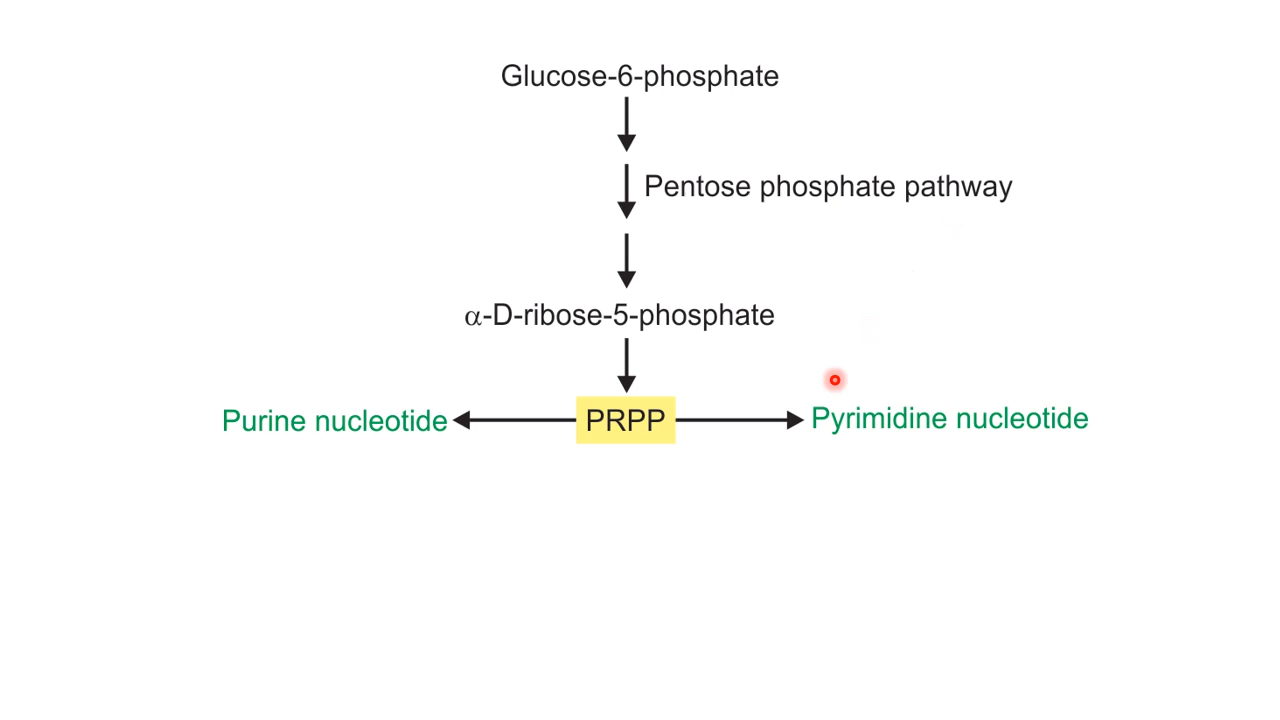 Glucose-6-phosphate
Pentose phosphate pathway
α-D-ribose-5-phosphate
Purine nucleotide
PRPP
Pyrimidine nucleotide